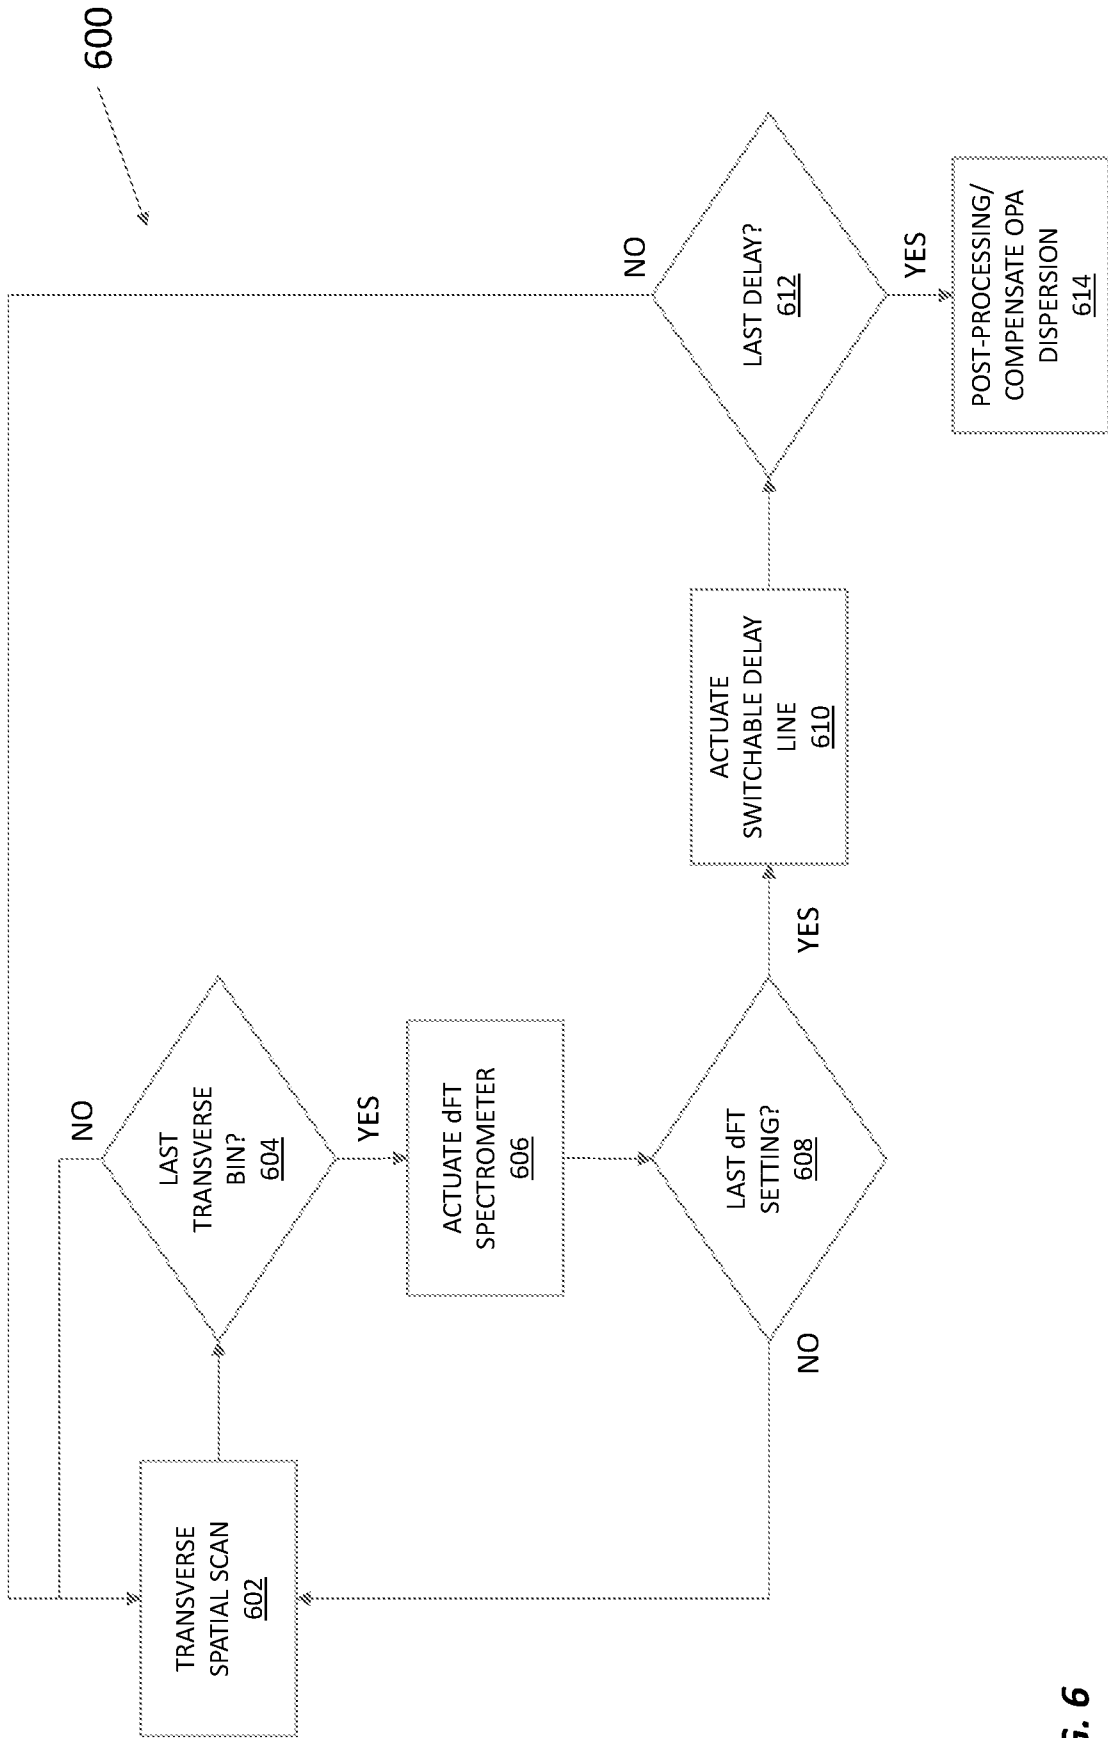 600
TRANSVERSE
SPATIAL SCAN
602
LAST
TRANSVERSE
BIN?
604
NO
YES
ACTUATE dFT
SPECTROMETER
606
LAST dFT
SETTING?
608
NO
YES
ACTUATE
SWITCHABLE DELAY
LINE
610
LAST DELAY?
612
NO
YES
POST-PROCESSING/
COMPENSATE OPA
DISPERSION
614
G. 6